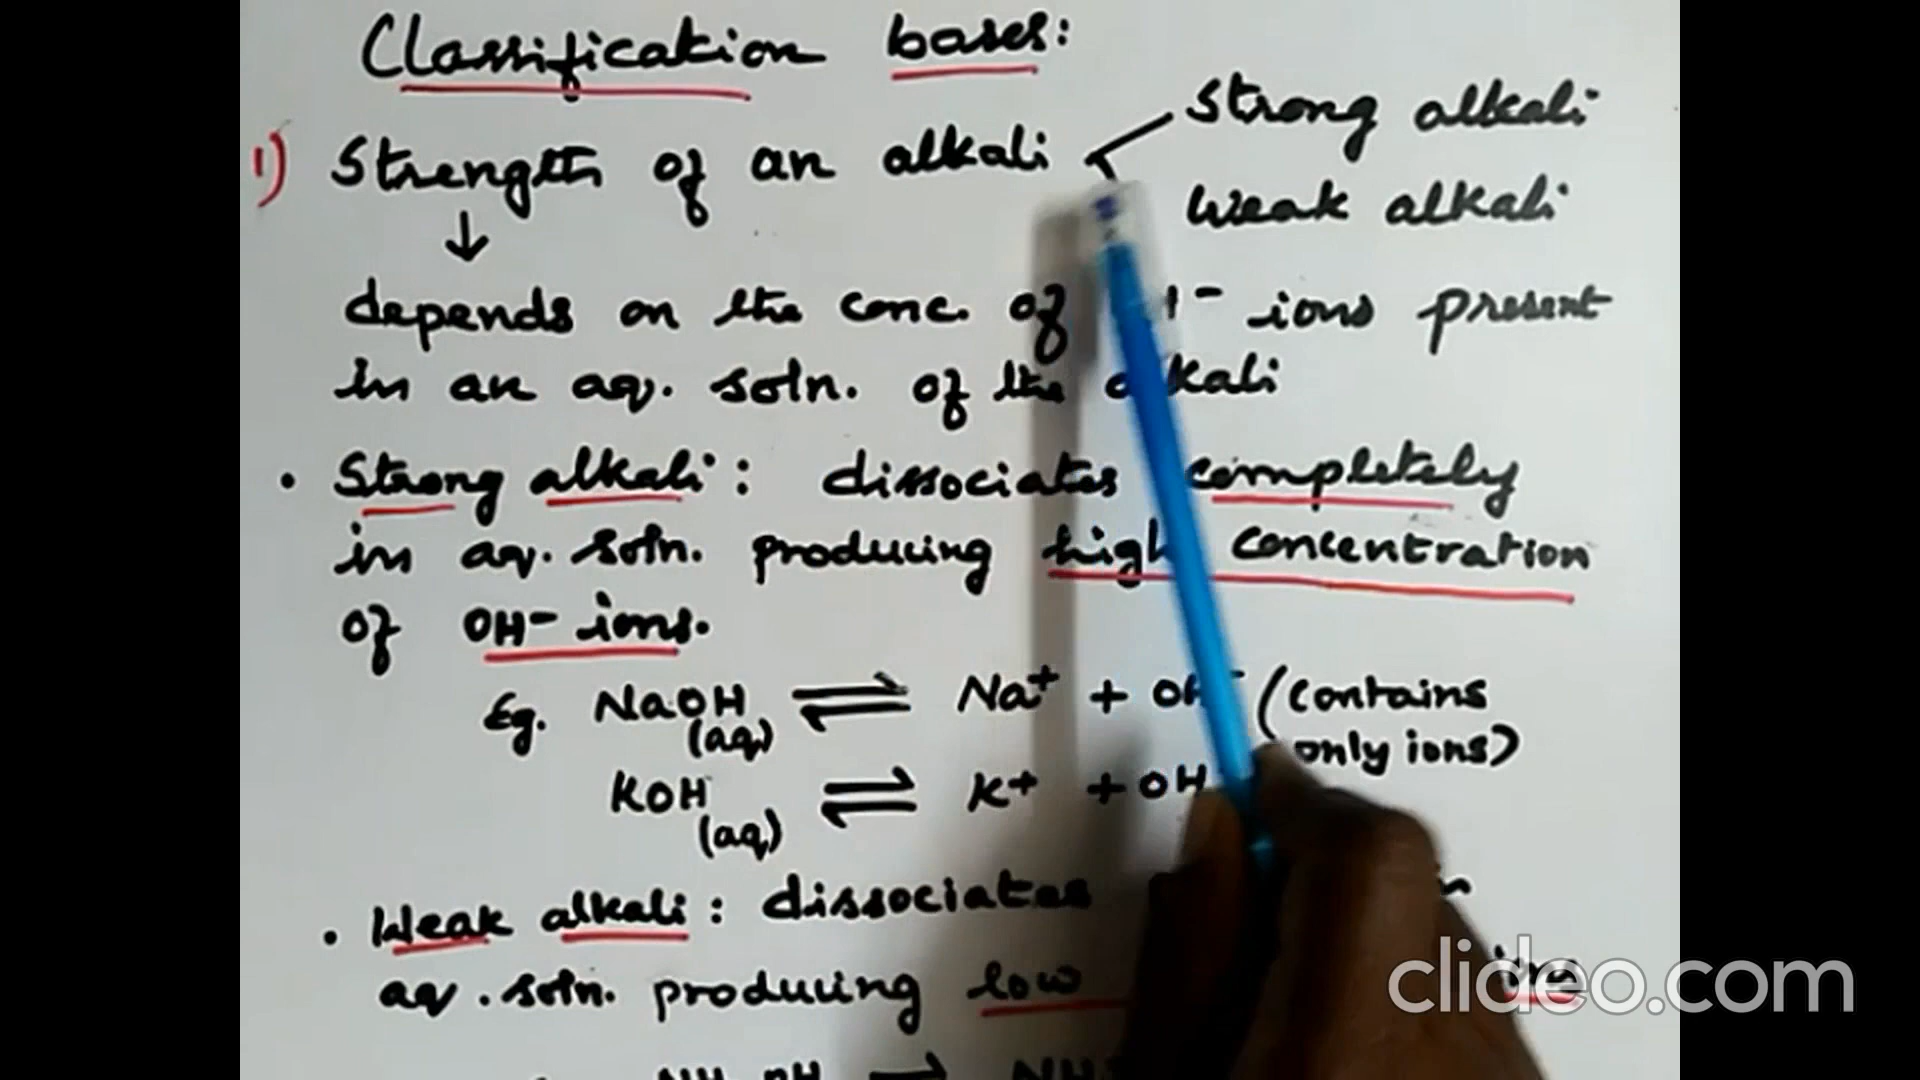 Classification bases:
1) Strength of an alkali
Strong alkali
Weak alkali
↓
depends on the conc. of H⁻ ions present
in an aq. soln. of the alkali
• Strong alkali: dissociates completely
in aq. soln. producing high concentration
of OH⁻ ions.
Eg. NaOH (aq) ⇌ Na⁺ + OH⁻ (contains
only ions)
KOH (aq) ⇌ K⁺ + OH
• Weak alkali: dissociates
aq. soln. producing low
clideo.com